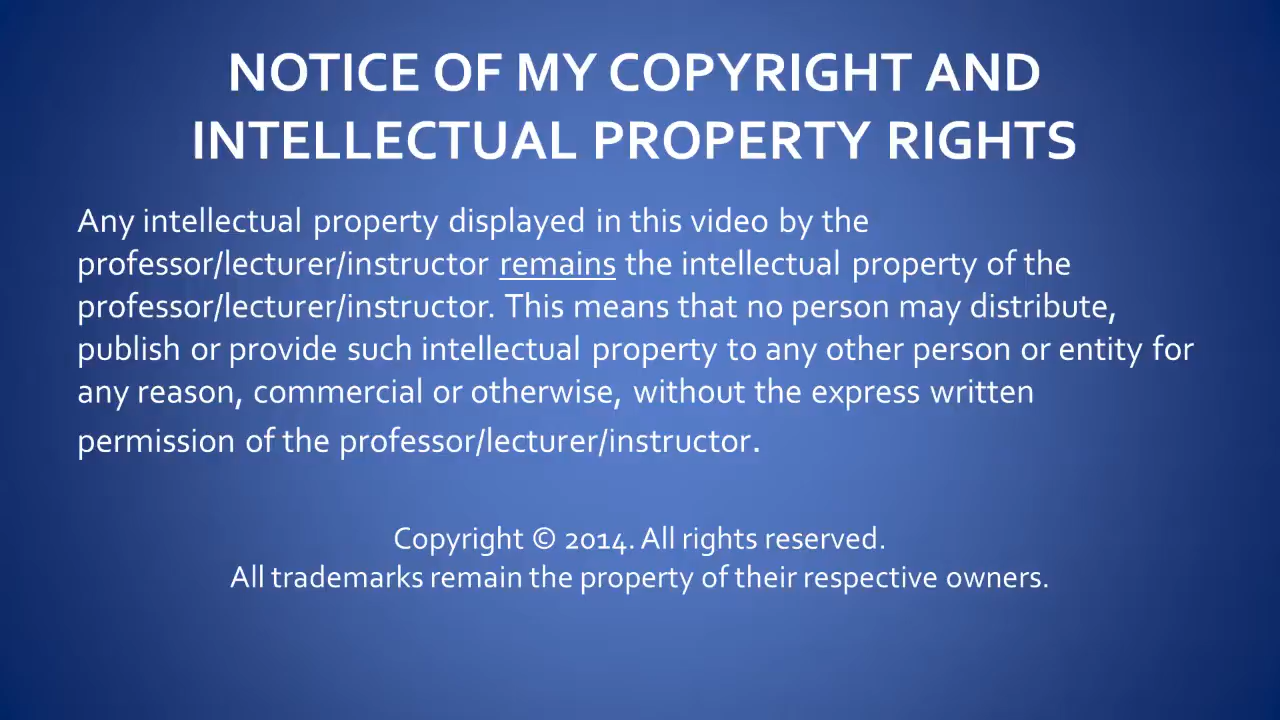 NOTICE OF MY COPYRIGHT AND
INTELLECTUAL PROPERTY RIGHTS
Any intellectual property displayed in this video by the
professor/lecturer/instructor remains the intellectual property of the
professor/lecturer/instructor. This means that no person may distribute,
publish or provide such intellectual property to any other person or entity for
any reason, commercial or otherwise, without the express written
permission of the professor/lecturer/instructor.
Copyright © 2014. All rights reserved.
All trademarks remain the property of their respective owners.